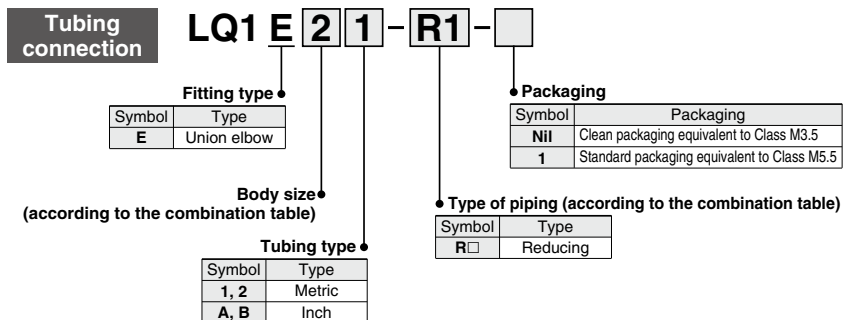 Tubing
connection
LQ1 E 2 1 - R1 - □
Fitting type
Symbol Type
E Union elbow
Packaging
Symbol Packaging
Nil Clean packaging equivalent to Class M3.5
1 Standard packaging equivalent to Class M5.5
Body size
(according to the combination table)
Type of piping (according to the combination table)
Symbol Type
R□ Reducing
Tubing type
Symbol Type
1, 2 Metric
A, B Inch